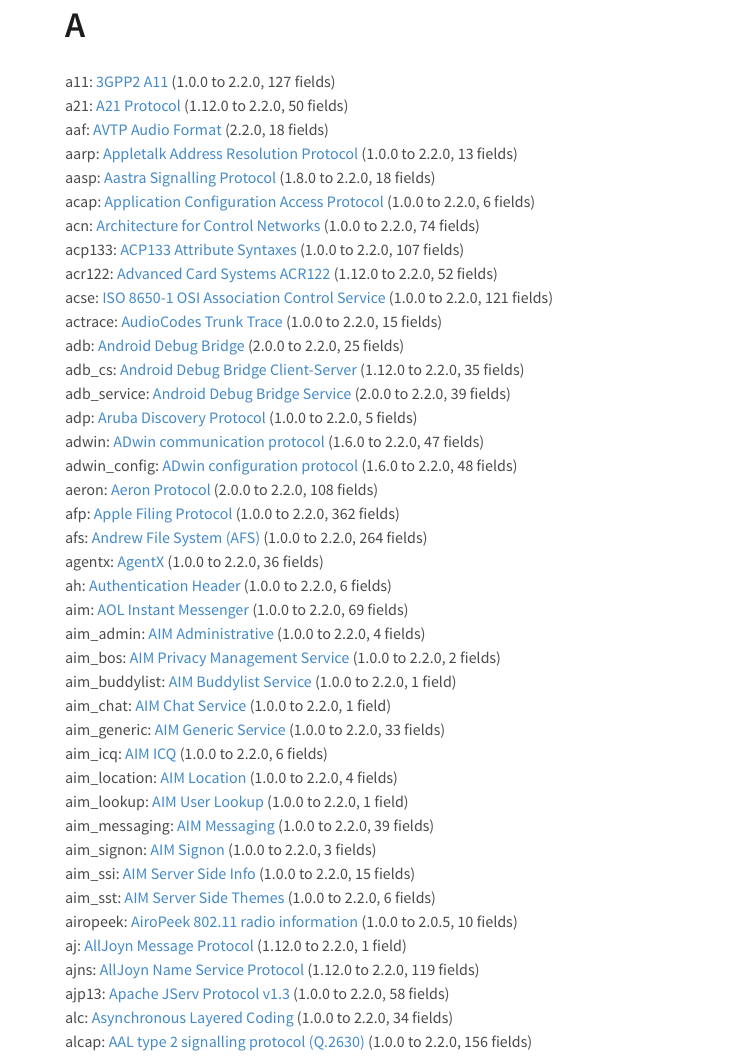 A
a11: 3GPP2 A11 (1.0.0 to 2.2.0, 127 fields)
a21: A21 Protocol (1.12.0 to 2.2.0, 50 fields)
aaf: AVTP Audio Format (2.2.0, 18 fields)
aarp: Appletalk Address Resolution Protocol (1.0.0 to 2.2.0, 13 fields)
aasp: Aastra Signalling Protocol (1.8.0 to 2.2.0, 18 fields)
acap: Application Configuration Access Protocol (1.0.0 to 2.2.0, 6 fields)
acn: Architecture for Control Networks (1.0.0 to 2.2.0, 74 fields)
acp133: ACP133 Attribute Syntaxes (1.0.0 to 2.2.0, 107 fields)
acr122: Advanced Card Systems ACR122 (1.12.0 to 2.2.0, 52 fields)
acse: ISO 8650-1 OSI Association Control Service (1.0.0 to 2.2.0, 121 fields)
actrace: AudioCodes Trunk Trace (1.0.0 to 2.2.0, 15 fields)
adb: Android Debug Bridge (2.0.0 to 2.2.0, 25 fields)
adb_cs: Android Debug Bridge Client-Server (1.12.0 to 2.2.0, 35 fields)
adb_service: Android Debug Bridge Service (2.0.0 to 2.2.0, 39 fields)
adp: Aruba Discovery Protocol (1.0.0 to 2.2.0, 5 fields)
adwin: ADwin communication protocol (1.6.0 to 2.2.0, 47 fields)
adwin_config: ADwin configuration protocol (1.6.0 to 2.2.0, 48 fields)
aeron: Aeron Protocol (2.0.0 to 2.2.0, 108 fields)
afp: Apple Filing Protocol (1.0.0 to 2.2.0, 362 fields)
afs: Andrew File System (AFS) (1.0.0 to 2.2.0, 264 fields)
agentx: AgentX (1.0.0 to 2.2.0, 36 fields)
ah: Authentication Header (1.0.0 to 2.2.0, 6 fields)
aim: AOL Instant Messenger (1.0.0 to 2.2.0, 69 fields)
aim_admin: AIM Administrative (1.0.0 to 2.2.0, 4 fields)
aim_bos: AIM Privacy Management Service (1.0.0 to 2.2.0, 2 fields)
aim_buddylist: AIM Buddylist Service (1.0.0 to 2.2.0, 1 field)
aim_chat: AIM Chat Service (1.0.0 to 2.2.0, 1 field)
aim_generic: AIM Generic Service (1.0.0 to 2.2.0, 33 fields)
aim_icq: AIM ICQ (1.0.0 to 2.2.0, 6 fields)
aim_location: AIM Location (1.0.0 to 2.2.0, 4 fields)
aim_lookup: AIM User Lookup (1.0.0 to 2.2.0, 1 field)
aim_messaging: AIM Messaging (1.0.0 to 2.2.0, 39 fields)
aim_signon: AIM Signon (1.0.0 to 2.2.0, 3 fields)
aim_ssi: AIM Server Side Info (1.0.0 to 2.2.0, 15 fields)
aim_sst: AIM Server Side Themes (1.0.0 to 2.2.0, 6 fields)
airopeek: AiroPeek 802.11 radio information (1.0.0 to 2.0.5, 10 fields)
aj: AllJoyn Message Protocol (1.12.0 to 2.2.0, 1 field)
ajns: AllJoyn Name Service Protocol (1.12.0 to 2.2.0, 119 fields)
ajp13: Apache JServ Protocol v1.3 (1.0.0 to 2.2.0, 58 fields)
alc: Asynchronous Layered Coding (1.0.0 to 2.2.0, 34 fields)
alcap: AAL type 2 signalling protocol (Q.2630) (1.0.0 to 2.2.0, 156 fields)